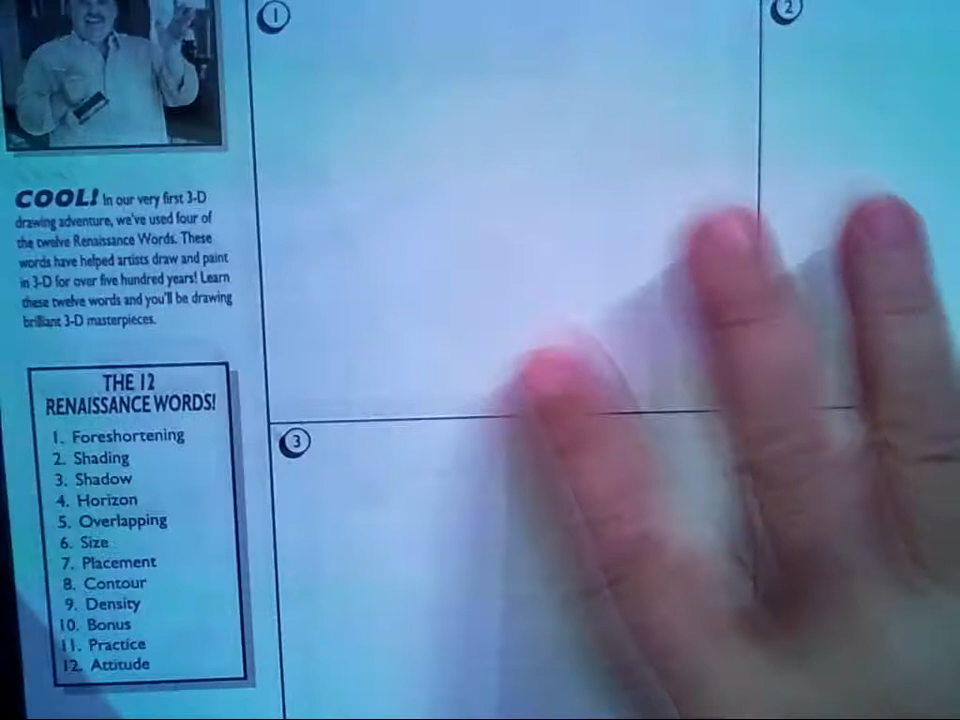 1
2
COOL! In our very first 3-D
drawing adventure, we've used four of
the twelve Renaissance Words. These
words have helped artists draw and paint
in 3-D for over five hundred years! Learn
these twelve words and you'll be drawing
brilliant 3-D masterpieces.
THE 12
RENAISSANCE WORDS!
1. Foreshortening
2. Shading
3. Shadow
4. Horizon
5. Overlapping
6. Size
7. Placement
8. Contour
9. Density
10. Bonus
11. Practice
12. Attitude
3